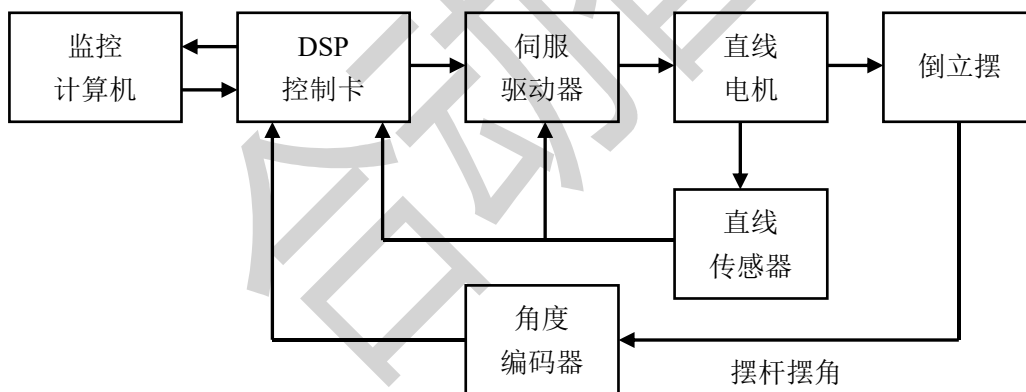 监控
计算机
DSP
控制卡
伺服
驱动器
直线
电机
倒立摆
直线
传感器
角度
编码器
摆杆摆角